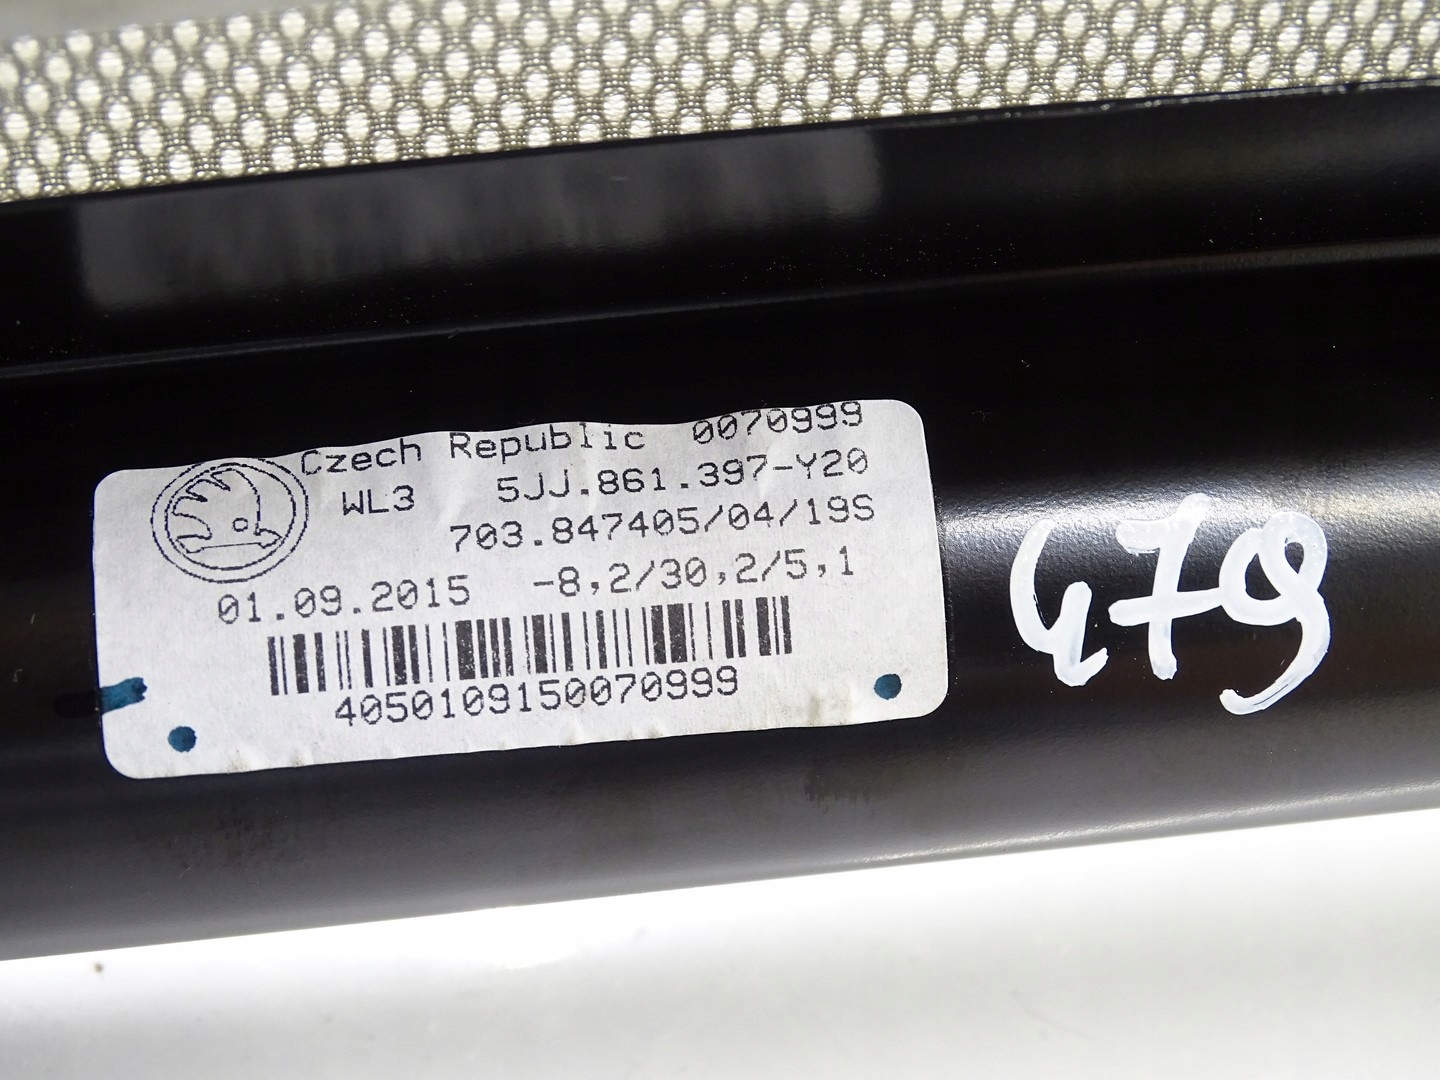 Czech Republic 0070999
WL3 5JJ.861.397-Y20
703.847405/04/19S
01.09.2015 -8,2/30,2/5,1
4050109150070999
479